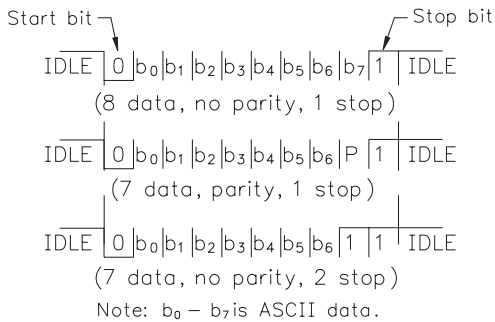 Start bit Stop bit
IDLE 0 b₀ b₁ b₂ b₃ b₄ b₅ b₆ b₇ 1 IDLE
(8 data, no parity, 1 stop)
IDLE 0 b₀ b₁ b₂ b₃ b₄ b₅ b₆ P 1 IDLE
(7 data, parity, 1 stop)
IDLE 0 b₀ b₁ b₂ b₃ b₄ b₅ b₆ 1 1 IDLE
(7 data, no parity, 2 stop)
Note: b₀ – b₇ is ASCII data.